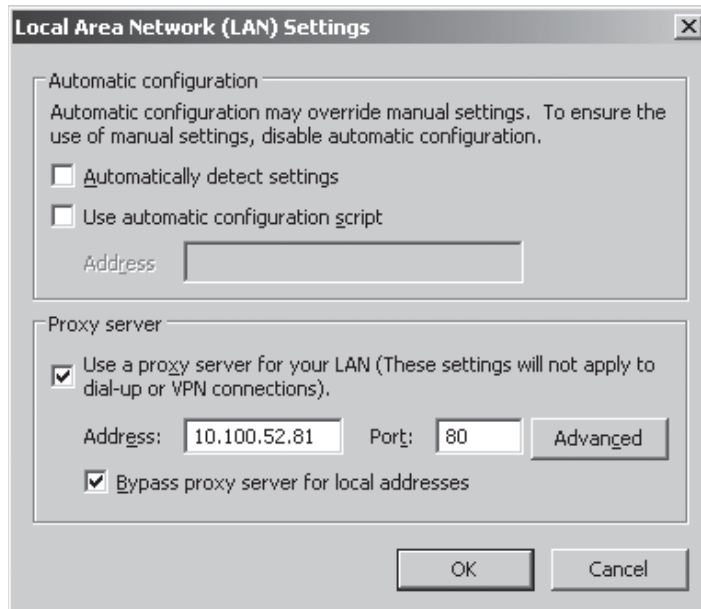 Local Area Network (LAN) Settings
Automatic configuration
Automatic configuration may override manual settings.  To ensure the
use of manual settings, disable automatic configuration.
Automatically detect settings
Use automatic configuration script
Address
Proxy server
Use a proxy server for your LAN (These settings will not apply to
dial-up or VPN connections).
Address: 10.100.52.81 Port: 80 Advanced
Bypass proxy server for local addresses
OK Cancel